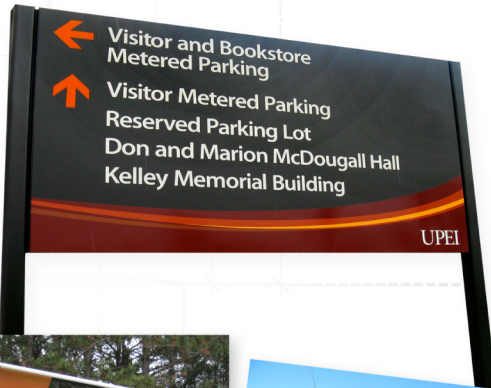 Visitor and Bookstore
Metered Parking
Visitor Metered Parking
Reserved Parking Lot
Don and Marion McDougall Hall
Kelley Memorial Building
UPEI